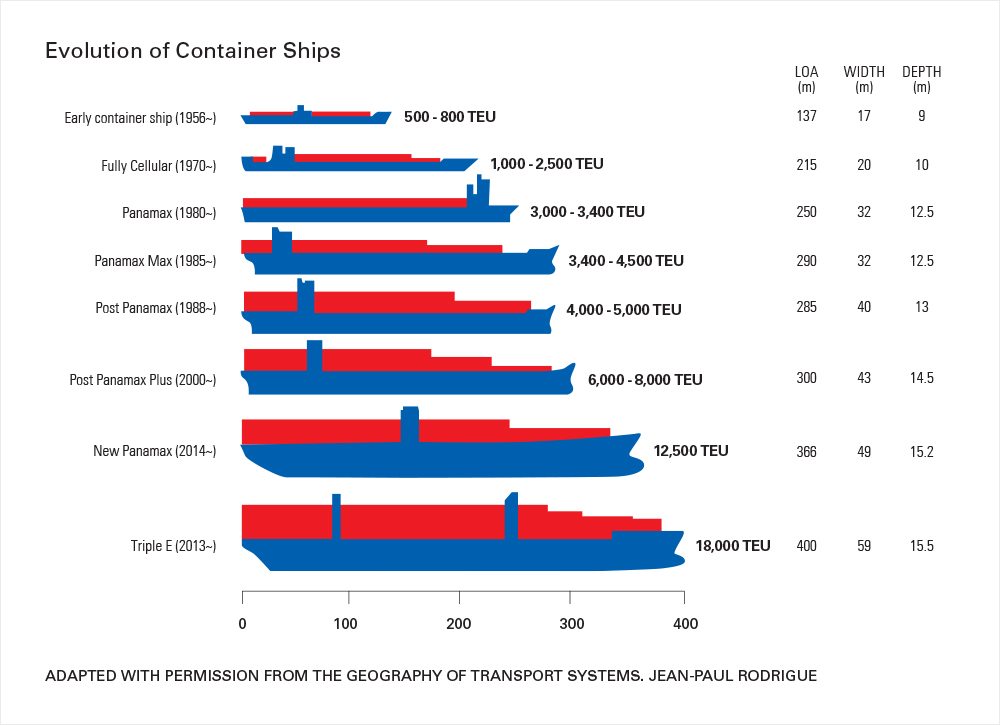 Evolution of Container Ships
LOA WIDTH DEPTH
(m) (m) (m)
Early container ship (1956~) 500 - 800 TEU 137 17 9
Fully Cellular (1970~) 1,000 - 2,500 TEU 215 20 10
Panamax (1980~) 3,000 - 3,400 TEU 250 32 12.5
Panamax Max (1985~) 3,400 - 4,500 TEU 290 32 12.5
Post Panamax (1988~) 4,000 - 5,000 TEU 285 40 13
Post Panamax Plus (2000~) 6,000 - 8,000 TEU 300 43 14.5
New Panamax (2014~) 12,500 TEU 366 49 15.2
Triple E (2013~) 18,000 TEU 400 59 15.5
0 100 200 300 400
ADAPTED WITH PERMISSION FROM THE GEOGRAPHY OF TRANSPORT SYSTEMS. JEAN-PAUL RODRIGUE